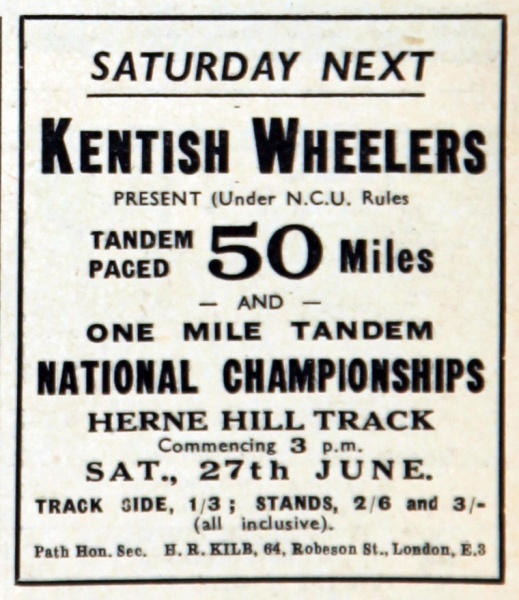 SATURDAY NEXT
KENTISH WHEELERS
PRESENT (Under N.C.U. Rules
TANDEM PACED 50 Miles
— AND —
ONE MILE TANDEM
NATIONAL CHAMPIONSHIPS
HERNE HILL TRACK
Commencing 3 p.m.
SAT., 27th JUNE.
TRACK SIDE, 1/3 ; STANDS, 2/6 and 3/-
(all inclusive).
Path Hon. Sec. H. R. KILB, 64, Robeson St., London, E.3